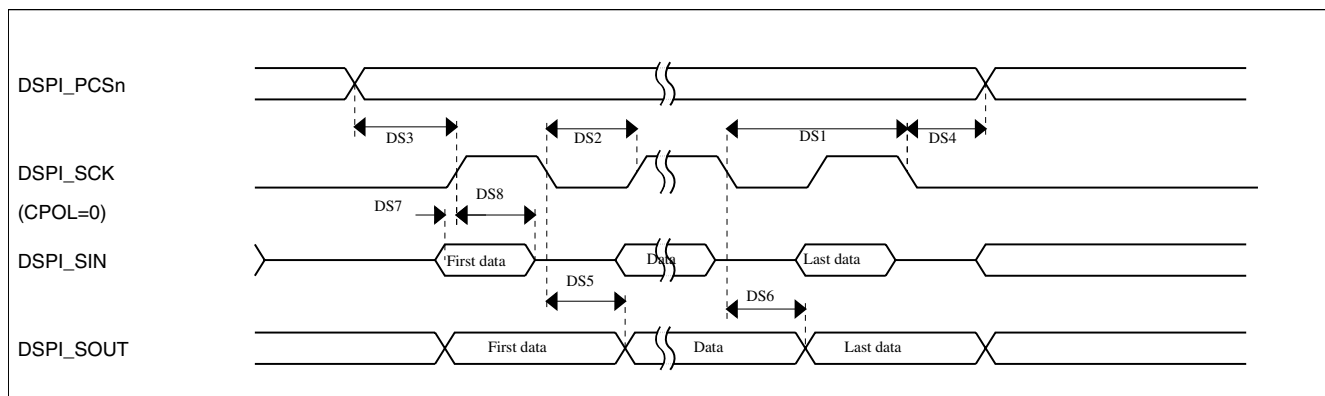 DSPI_PCSn
DS3
DS2
DS1
DS4
DSPI_SCK
(CPOL=0)
DS7
DS8
DSPI_SIN
First data
Data
Last data
DS5
DS6
DSPI_SOUT
First data
Data
Last data